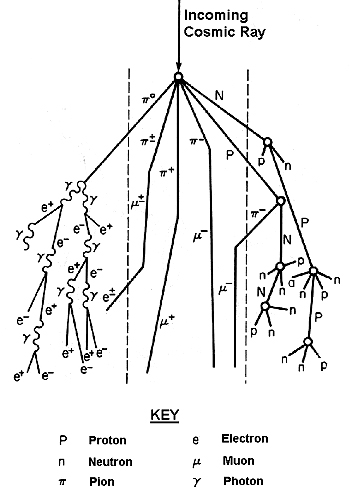 Incoming
Cosmic Ray
π° N
π± π-
π+ P
p n
e+ γ γ γ e+
μ± π- P
γ e- e- N
μ- n p
γ e+ γ e- n a n
γ e± μ- N n p n
e- e+ γ γ μ+ p n P
γ n
e+ e- e+ e+ e- e- p n
KEY
P Proton e Electron
n Neutron μ Muon
π Pion γ Photon